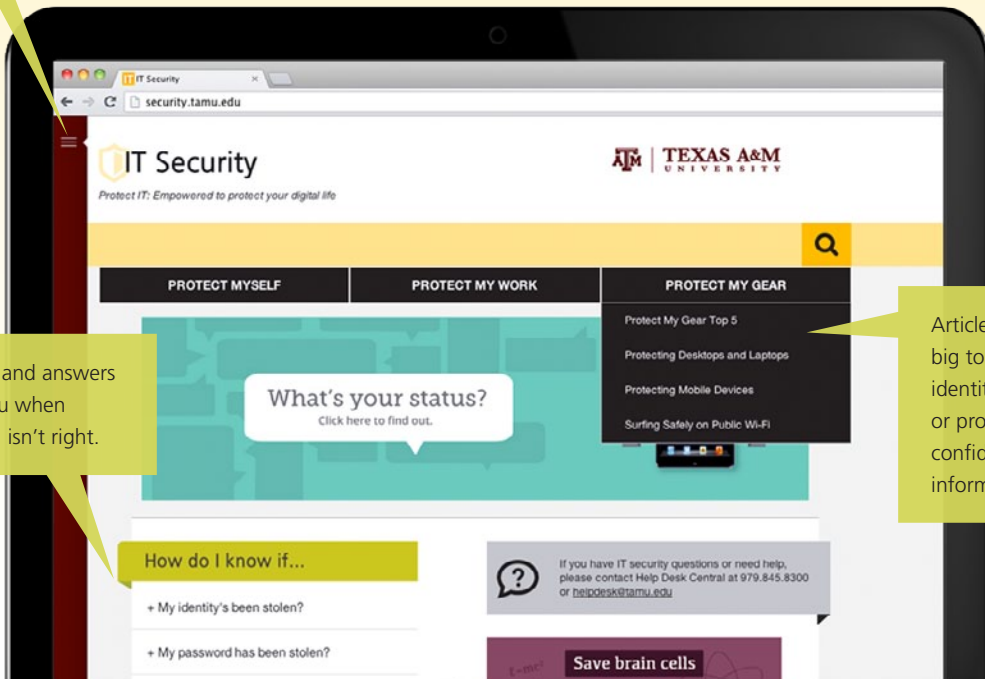 IT Security
security.tamu.edu
IT Security
Protect IT: Empowered to protect your digital life
ĀTM | TEXAS A&M
UNIVERSITY
PROTECT MYSELF
PROTECT MY WORK
PROTECT MY GEAR
Protect My Gear Top 5
Protecting Desktops and Laptops
Protecting Mobile Devices
Surfing Safely on Public Wi-Fi
What's your status?
Click here to find out.
and answers
u when
isn't right.
Article
big to
identit
or pro
confid
inform
How do I know if...
+ My identity's been stolen?
+ My password has been stolen?
If you have IT security questions or need help,
please contact Help Desk Central at 979.845.8300
or helpdesk@tamu.edu
E=mc²
Save brain cells